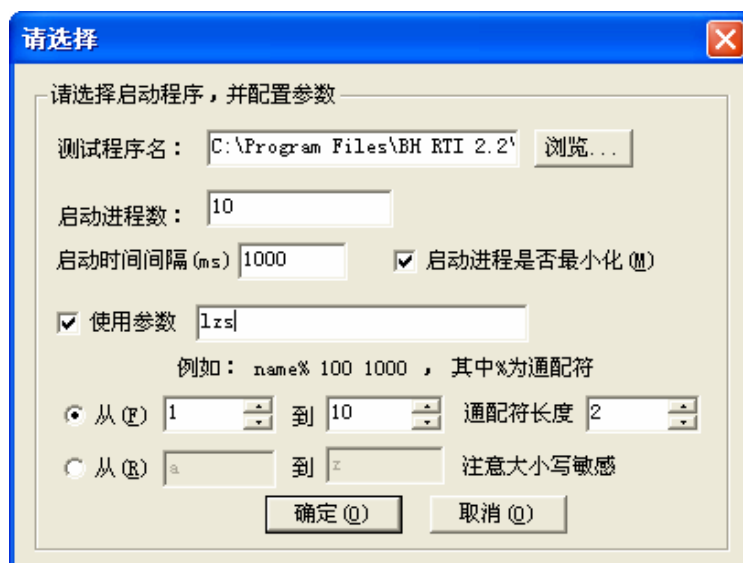 请选择
请选择启动程序，并配置参数
测试程序名： C:\Program Files\BH RTI 2.2\ 浏览...
启动进程数： 10
启动时间间隔(ms) 1000 启动进程是否最小化(M)
使用参数 lzs
例如： name% 100 1000 ， 其中%为通配符
从(F) 1 到 10 通配符长度 2
从(R) a 到 z 注意大小写敏感
确定(O) 取消(Q)